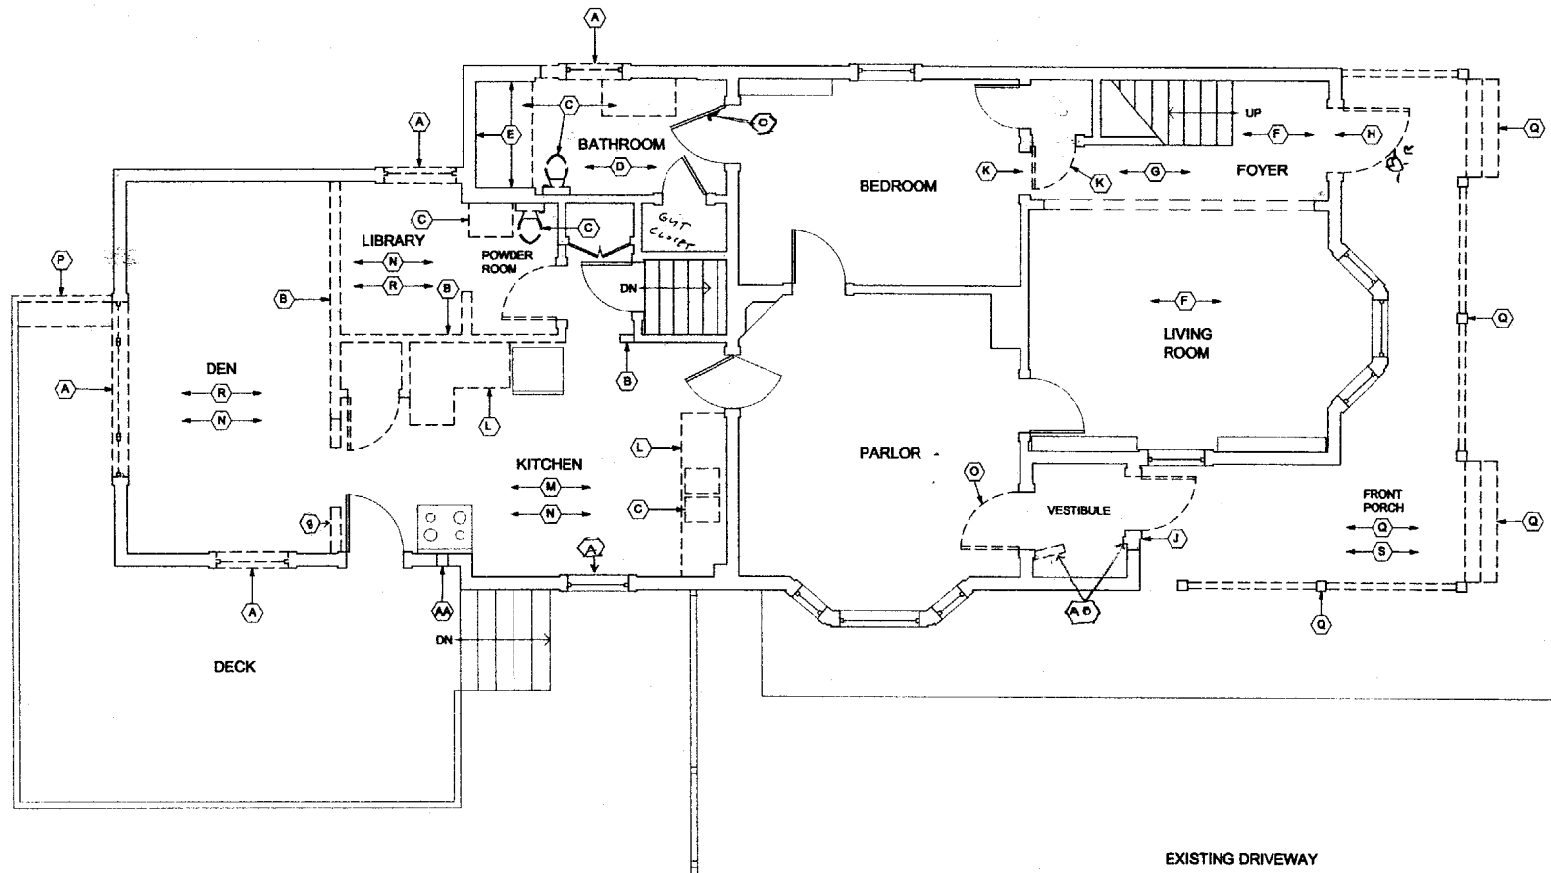 A
C
A
E
BATHROOM
O
D
UP
F
H
Q
K
K
G
FOYER
BEDROOM
C
C
GUT
CLOSET
LIBRARY
N
R
POWDER
ROOM
P
B
B
DN
F
LIVING
ROOM
Q
DEN
R
N
A
B
L
KITCHEN
M
N
L
C
PARLOR
O
VESTIBULE
J
FRONT
PORCH
Q
S
Q
A
A
AA
DN
DECK
Q
EXISTING DRIVEWAY